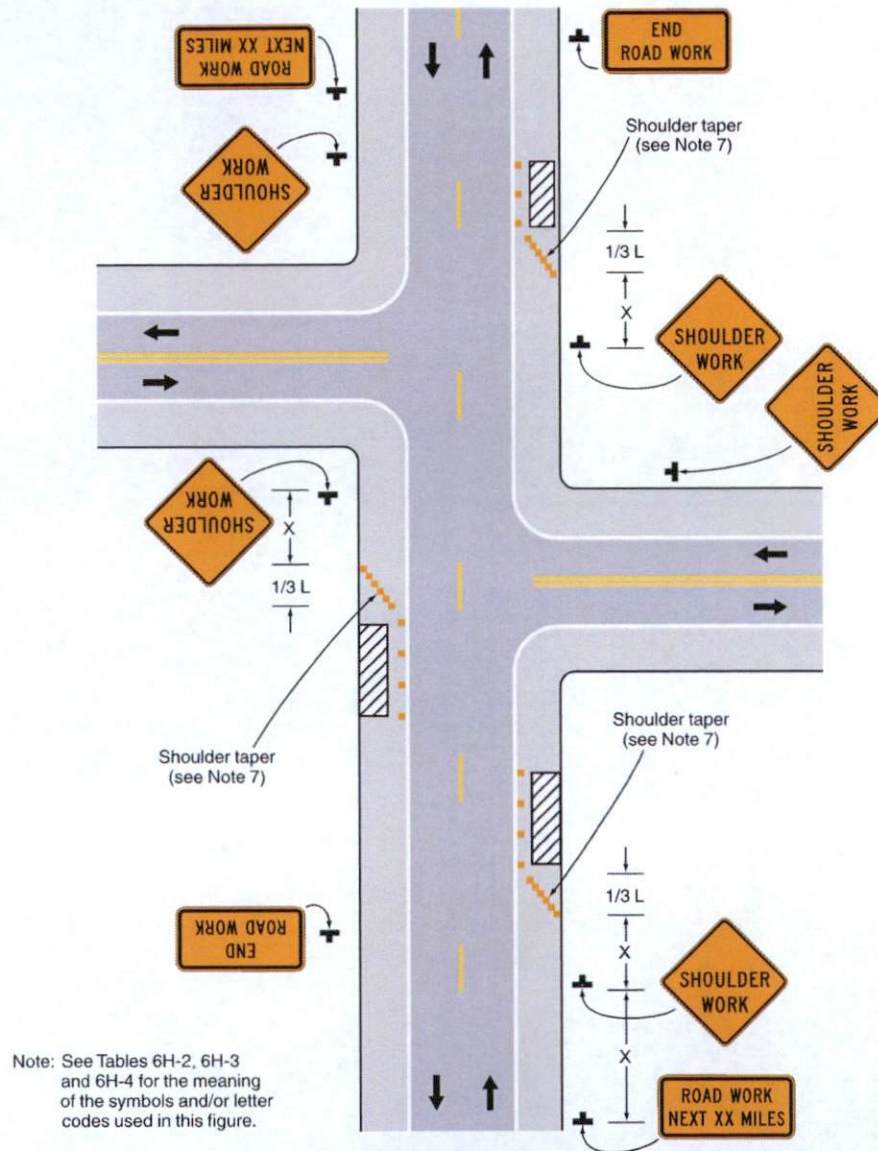 ROAD WORK
NEXT XX MILES
END
ROAD WORK
SHOULDER
WORK
Shoulder taper
(see Note 7)
1/3 L
X
SHOULDER
WORK
SHOULDER
WORK
SHOULDER
WORK
X
1/3 L
Shoulder taper
(see Note 7)
Shoulder taper
(see Note 7)
1/3 L
X
END
ROAD WORK
SHOULDER
WORK
X
Note: See Tables 6H-2, 6H-3
and 6H-4 for the meaning
of the symbols and/or letter
codes used in this figure.
ROAD WORK
NEXT XX MILES